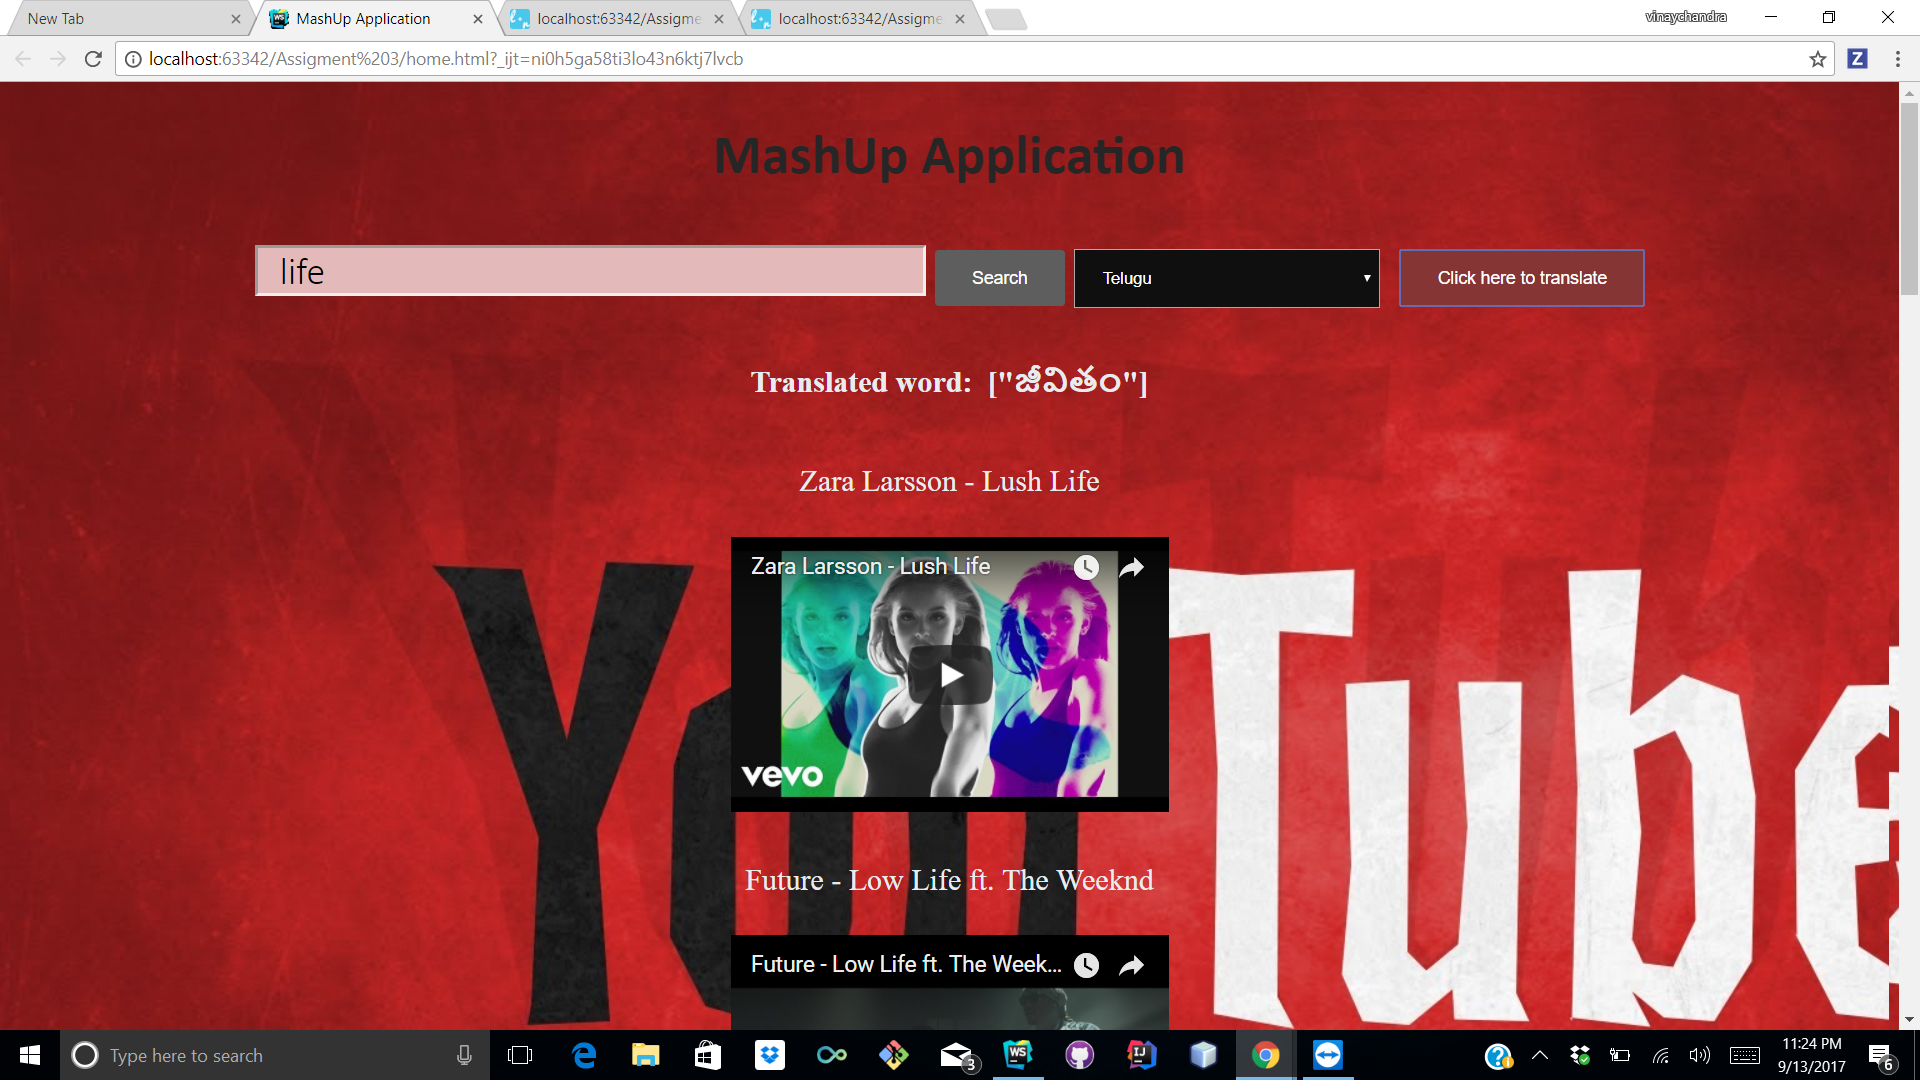 New Tab
MashUp Application
localhost:63342/Assigme
localhost:63342/Assigme
vinaychandra
localhost:63342/Assigment%203/home.html?_ijt=ni0h5ga58ti3lo43n6ktj7lvcb
Z
MashUp Application
life
Search
Telugu
Click here to translate
Translated word: ["జీవితం"]
Zara Larsson - Lush Life
Zara Larsson - Lush Life
vevo
YouTube
Future - Low Life ft. The Weeknd
Future - Low Life ft. The Week...
Type here to search
3
WS
IJ
11:24 PM
9/13/2017
6